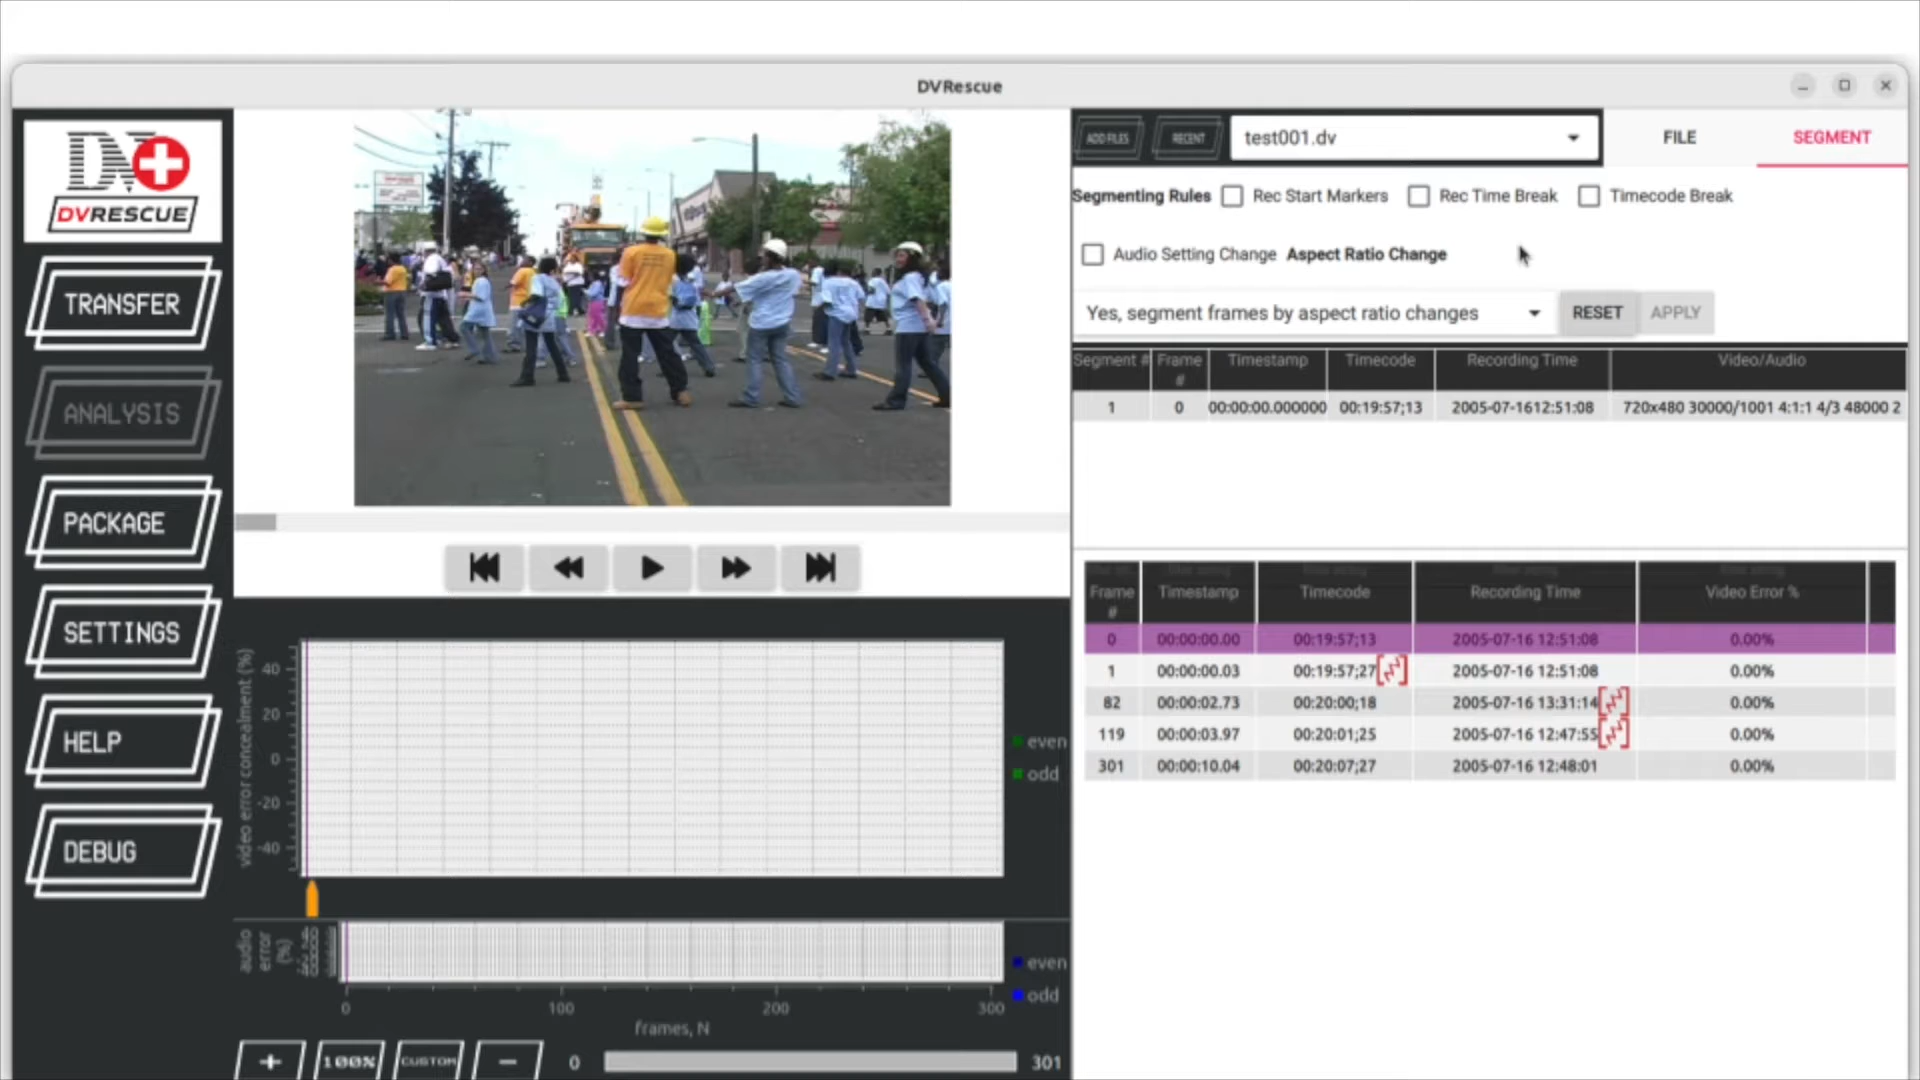 DVRescue
DV
DVRESCUE
TRANSFER
ANALYSIS
PACKAGE
SETTINGS
HELP
DEBUG
ADD FILES
RECENT
test001.dv
FILE
SEGMENT
Segmenting Rules
Rec Start Markers
Rec Time Break
Timecode Break
Audio Setting Change
Aspect Ratio Change
Yes, segment frames by aspect ratio changes
RESET
APPLY
Segment # Frame # Timestamp Timecode Recording Time Video/Audio
1 0 00:00:00.000000 00:19:57;13 2005-07-1612:51:08 720x480 30000/1001 4:1:1 4/3 48000 2
Frame # Timestamp Timecode Recording Time Video Error %
0 00:00:00.00 00:19:57;13 2005-07-16 12:51:08 0.00%
1 00:00:00.03 00:19:57;27 2005-07-16 12:51:08 0.00%
82 00:00:02.73 00:20:00;18 2005-07-16 13:31:14 0.00%
119 00:00:03.97 00:20:01;25 2005-07-16 12:47:55 0.00%
301 00:00:10.04 00:20:07;27 2005-07-16 12:48:01 0.00%
video error concealment (%)
40
20
0
-20
-40
even
odd
audio error (%)
even
odd
0 100 200 300
frames, N
+ 100% CUSTOM - 0 301